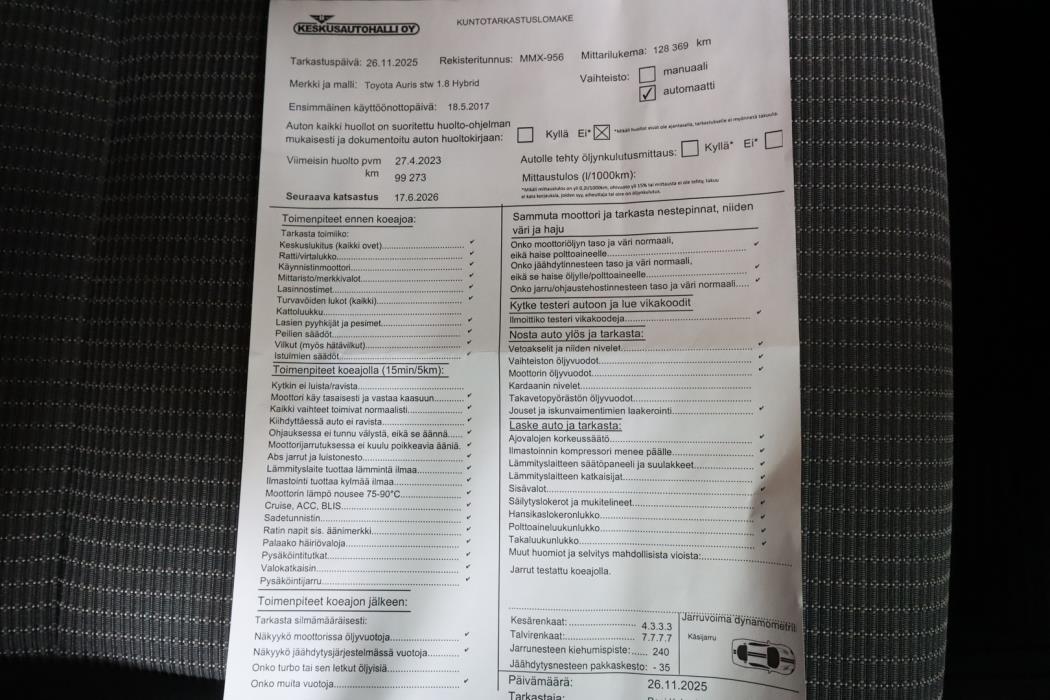 KESKUSAUTOHALLI OY
KUNTOTARKASTUSLOMAKE
Tarkastuspäivä: 26.11.2025 Rekisteritunnus: MMX-956 Mittarilukema: 128 369 km
Merkki ja malli: Toyota Auris stw 1.8 Hybrid
Vaihteisto: manuaali
automaatti
Ensimmäinen käyttöönottopäivä: 18.5.2017
Auton kaikki huollot on suoritettu huolto-ohjelman
mukaisesti ja dokumentoitu auton huoltokirjaan:
Kyllä Ei*
Viimeisin huolto pvm 27.4.2023
km 99 273
Autolle tehty öljynkulutusmittaus: Kyllä* Ei*
Mittaustulos (l/1000km):
Seuraava katsastus 17.6.2026
Toimenpiteet ennen koeajoa:
Tarkasta toimiiko:
Keskuslukitus (kaikki ovet)
Ratti/virtalukko
Käynnistinmoottori
Mittaristo/merkkivalot
Lasinnostimet
Turvavöiden lukot (kaikki)
Kattoluukku
Lasien pyyhkijät ja pesimet
Peilien säädöt
Vilkut (myös hätävilkut)
Istuimien säädöt
Toimenpiteet koeajolla (15min/5km):
Kytkin ei luista/ravista
Moottori käy tasaisesti ja vastaa kaasuun
Kaikki vaihteet toimivat normaalisti
Kiihdyttäessä auto ei ravista
Ohjauksessa ei tunnu välystä, eikä se äännä
Moottorijarrutuksessa ei kuulu poikkeavia ääniä.
Abs jarrut ja luistonesto
Lämmityslaite tuottaa lämmintä ilmaa
Ilmastointi tuottaa kylmää ilmaa
Moottorin lämpö nousee 75-90°C
Cruise, ACC, BLIS
Sadetunnistin
Ratin napit sis. äänimerkki
Palaako häiriövaloja
Pysäköintitutkat
Valokatkaisin
Pysäköintijarru
Toimenpiteet koeajon jälkeen:
Tarkasta silmämääräisesti:
Näkyykö moottorissa öljyvuotoja
Näkyykö jäähdytysjärjestelmässä vuotoja
Onko turbo tai sen letkut öljyisiä
Onko muita vuotoja
Sammuta moottori ja tarkasta nestepinnat, niiden
väri ja haju
Onko moottoriöljyn taso ja väri normaali,
eikä haise polttoaineelle
Onko jäähdytinnesteen taso ja väri normaali,
eikä se haise öljylle/polttoaineelle
Onko jarru/ohjaustehostinnesteen taso ja väri normaali
Kytke testeri autoon ja lue vikakoodit
Ilmoittiko testeri vikakoodeja
Nosta auto ylös ja tarkasta:
Vetoakselit ja niiden nivelet
Vaihteiston öljyvuodot
Moottorin öljyvuodot
Kardaanin nivelet
Takavetopyörästön öljyvuodot
Jouset ja iskunvaimentimien laakerointi
Laske auto ja tarkasta:
Ajovalojen korkeussäätö
Ilmastoinnin kompressori menee päälle
Lämmityslaitteen säätöpaneeli ja suulakkeet
Lämmityslaitteen katkaisijat
Sisävalot
Säilytyslokerot ja mukitelineet
Hansikaslokeronlukko
Polttoaineluukunlukko
Takaluukunlukko
Muut huomiot ja selvitys mahdollisista vioista:
Jarrut testattu koeajolla.
Kesärenkaat: 4.3.3.3
Talvirenkaat: 7.7.7.7
Jarrunesteen kiehumispiste: 240
Jäähdytysnesteen pakkaskesto: - 35
Jarruvoima dynamometri
Käsijarru
Päivämäärä: 26.11.2025
Tarkastaja: